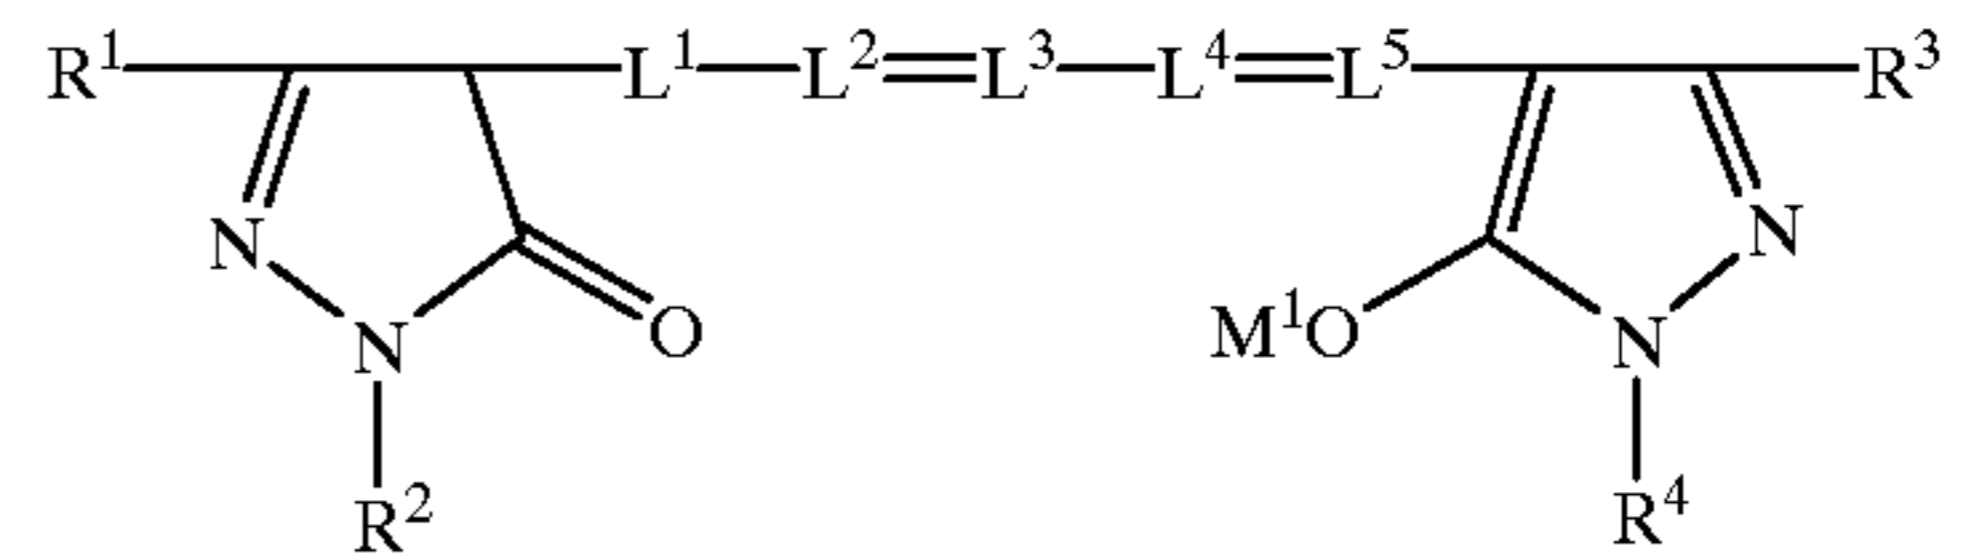 R¹ L¹ L² L³ L⁴ L⁵ R³
N N
O M¹O
N N
R² R⁴